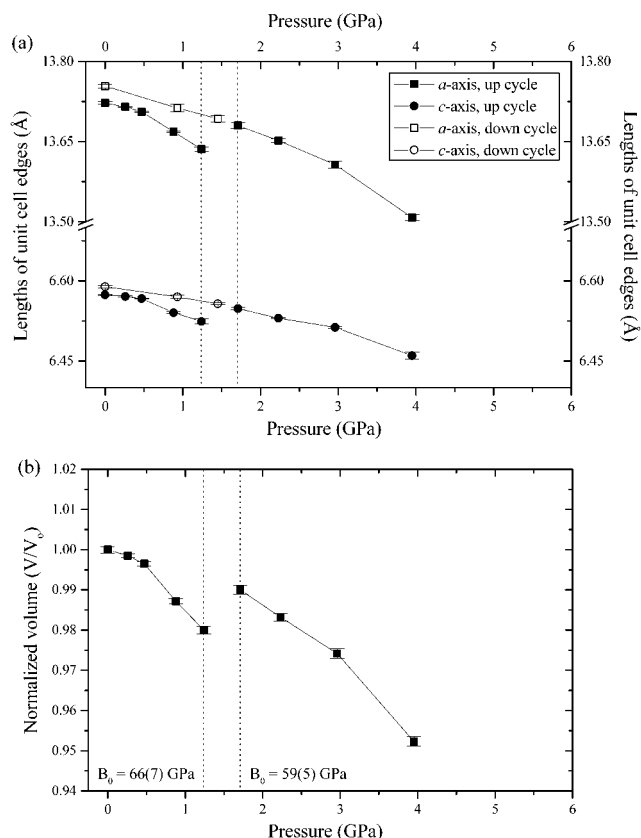 Pressure (GPa)
(a)
0 1 2 3 4 5 6
13.80 13.80
■ a-axis, up cycle
● c-axis, up cycle
□ a-axis, down cycle
○ c-axis, down cycle
13.65 13.65
13.50 13.50
6.60 6.60
6.45 6.45
Lengths of unit cell edges (Å)
Lengths of unit cell edges (Å)
0 1 2 3 4 5 6
Pressure (GPa)
(b)
1.02
1.00
0.99
0.98
0.97
0.96
0.95
0.94
Normalized volume (V/Vₒ)
B₀ = 66(7) GPa B₀ = 59(5) GPa
0 1 2 3 4 5 6
Pressure (GPa)